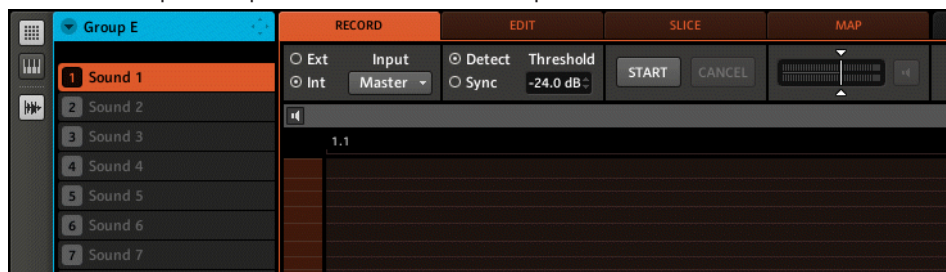 Group E
RECORD EDIT SLICE MAP
Ext Input Detect Threshold
Int Master Sync -24.0 dB START CANCEL
1 Sound 1
2 Sound 2
3 Sound 3
1.1
4 Sound 4
5 Sound 5
6 Sound 6
7 Sound 7